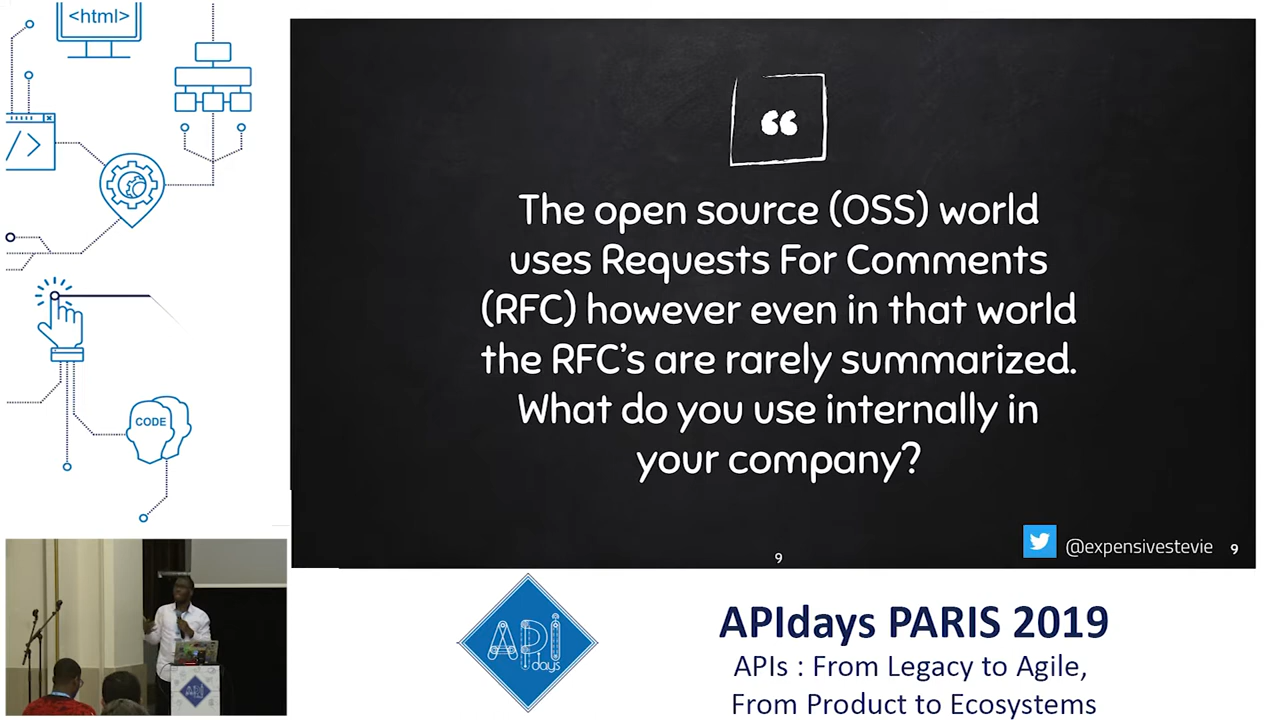 <html>
</>
CODE
“
The open source (OSS) world
uses Requests For Comments
(RFC) however even in that world
the RFC's are rarely summarized.
What do you use internally in
your company?
@expensivestevie
9
9
API
days
APIdays PARIS 2019
APIs : From Legacy to Agile,
From Product to Ecosystems